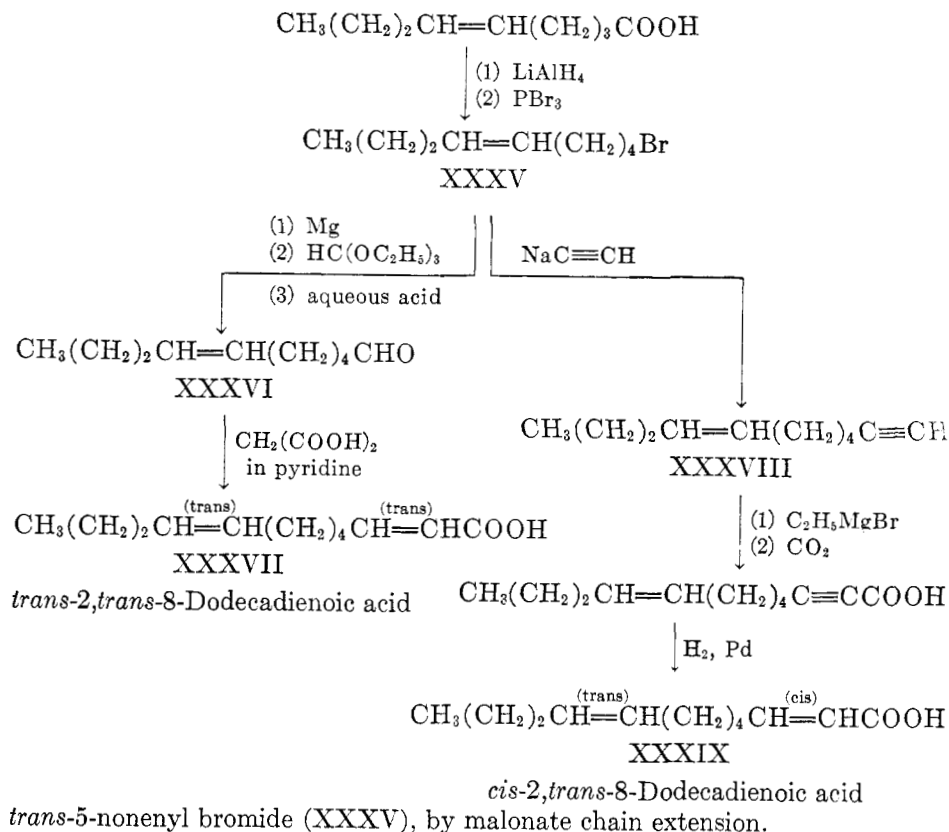 CH₃(CH₂)₂CH=CH(CH₂)₃COOH
(1) LiAlH₄
(2) PBr₃
CH₃(CH₂)₂CH=CH(CH₂)₄Br
XXXV
(1) Mg
(2) HC(OC₂H₅)₃
(3) aqueous acid
NaC≡CH
CH₃(CH₂)₂CH=CH(CH₂)₄CHO
XXXVI
CH₂(COOH)₂
in pyridine
(trans) (trans)
CH₃(CH₂)₂CH=CH(CH₂)₄CH=CHCOOH
XXXVII
trans-2,trans-8-Dodecadienoic acid
CH₃(CH₂)₂CH=CH(CH₂)₄C≡CH
XXXVIII
(1) C₂H₅MgBr
(2) CO₂
CH₃(CH₂)₂CH=CH(CH₂)₄C≡CCOOH
H₂, Pd
(trans) (cis)
CH₃(CH₂)₂CH=CH(CH₂)₄CH=CHCOOH
XXXIX
cis-2,trans-8-Dodecadienoic acid
trans-5-nonenyl bromide (XXXV), by malonate chain extension.